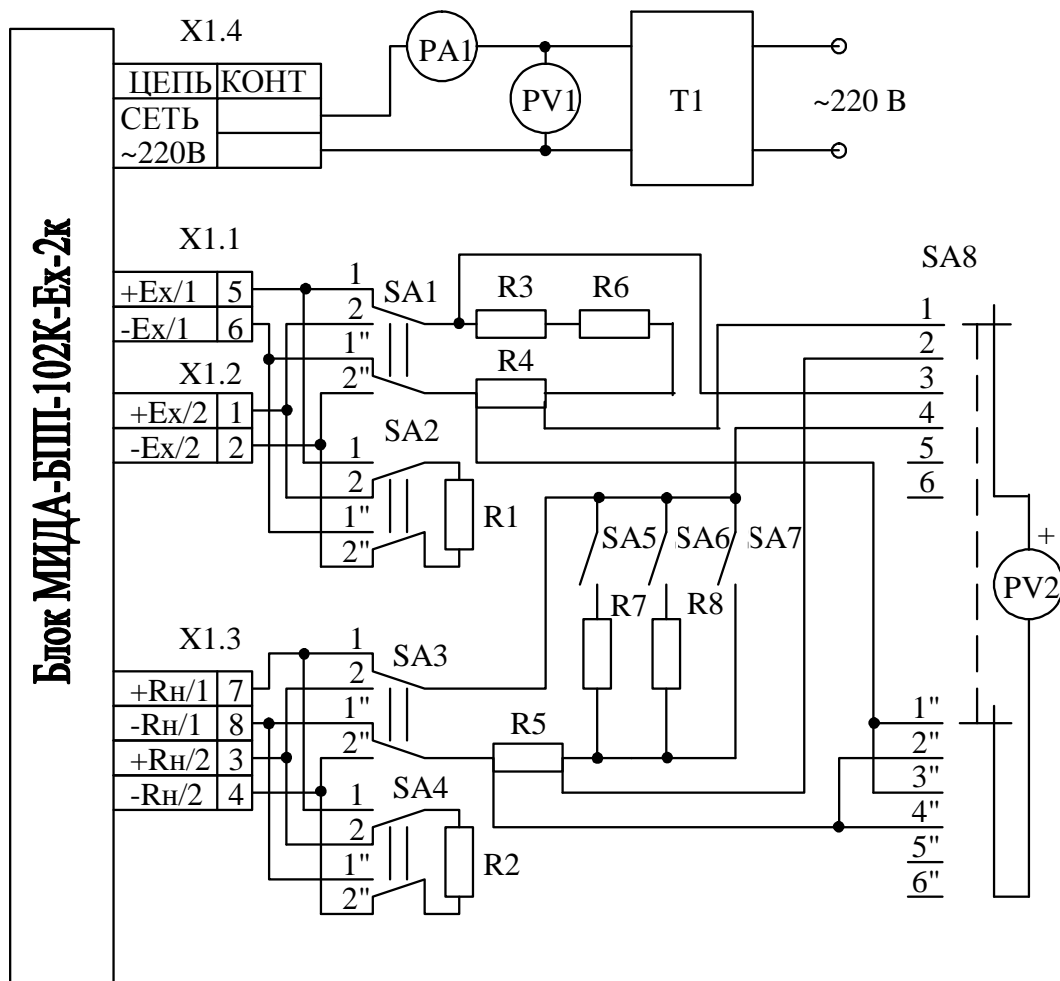 Блок МИДА-БПП-102К-Ex-2к
X1.4
ЦЕПЬ КОНТ
СЕТЬ
~220В
PA1
PV1
T1
~220 В
X1.1
+Ex/1 5
-Ex/1 6
X1.2
+Ex/2 1
-Ex/2 2
1
2
1"
2"
SA1
R3
R6
R4
SA2
1
2
1"
2"
R1
SA8
1
2
3
4
5
6
SA5
SA6
SA7
R7
R8
+
PV2
X1.3
+Rн/1 7
-Rн/1 8
+Rн/2 3
-Rн/2 4
1
2
1"
2"
SA3
R5
SA4
1
2
1"
2"
R2
1"
2"
3"
4"
5"
6"